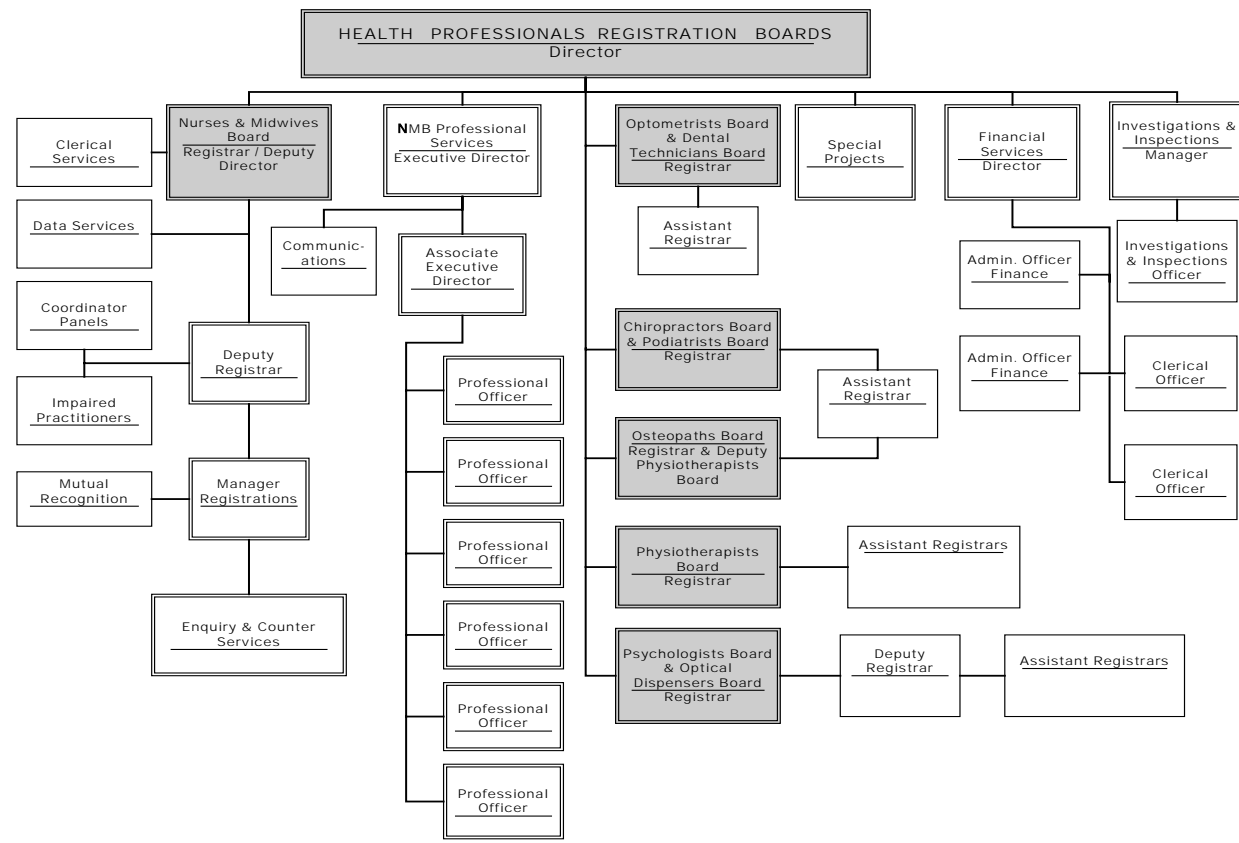 HEALTH PROFESSIONALS REGISTRATION BOARDS
Director
Clerical
Services
Nurses & Midwives
Board
Registrar / Deputy
Director
NMB Professional
Services
Executive Director
Optometrists Board
& Dental
Technicians Board
Registrar
Special
Projects
Financial
Services
Director
Investigations &
Inspections
Manager
Data Services
Communic-
ations
Associate
Executive
Director
Assistant
Registrar
Admin. Officer
Finance
Investigations
& Inspections
Officer
Coordinator
Panels
Deputy
Registrar
Chiropractors Board
& Podiatrists Board
Registrar
Assistant
Registrar
Admin. Officer
Finance
Clerical
Officer
Impaired
Practitioners
Professional
Officer
Osteopaths Board
Registrar & Deputy
Physiotherapists
Board
Mutual
Recognition
Manager
Registrations
Professional
Officer
Clerical
Officer
Professional
Officer
Physiotherapists
Board
Registrar
Assistant Registrars
Enquiry & Counter
Services
Professional
Officer
Psychologists Board
& Optical
Dispensers Board
Registrar
Deputy
Registrar
Assistant Registrars
Professional
Officer
Professional
Officer